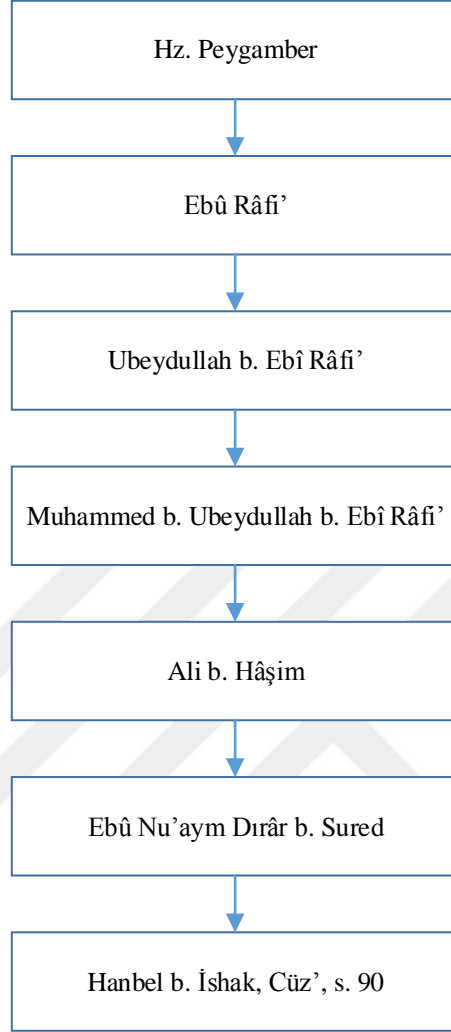 Hz. Peygamber
Ebû Râfi’
Ubeydullah b. Ebî Râfi’
Muhammed b. Ubeydullah b. Ebî Râfi’
Ali b. Hâşim
Ebû Nu’aym Dırâr b. Sured
Hanbel b. İshak, Cüz’, s. 90